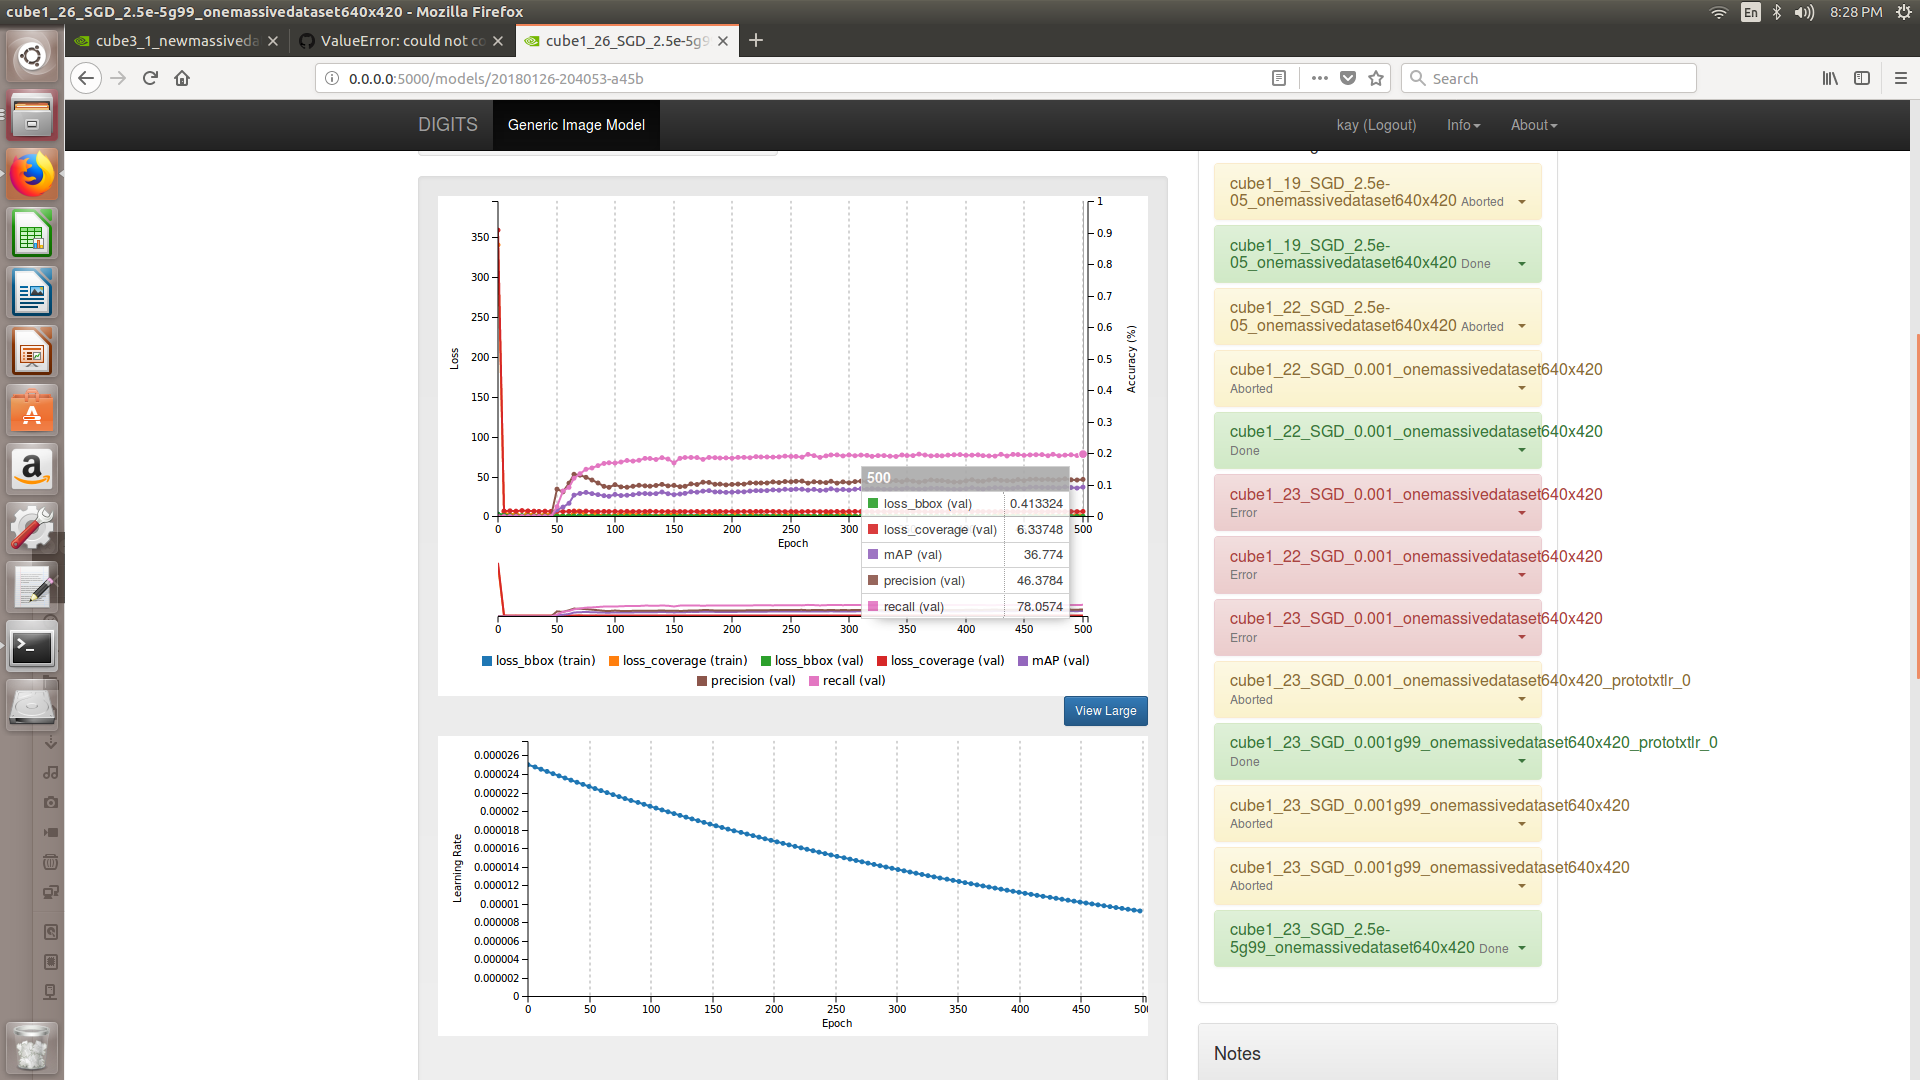 cube1_26_SGD_2.5e-5g99_onemassivedataset640x420 - Mozilla Firefox
En
8:28 PM
cube3_1_newmassiveda
ValueError: could not co
cube1_26_SGD_2.5e-5g9
0.0.0.0:5000/models/20180126-204053-a45b
Search
DIGITS
Generic Image Model
kay (Logout)
Info
About
350
300
250
200
150
100
50
0
Loss
1
0.9
0.8
0.7
0.6
0.5
0.4
0.3
0.2
0.1
0
Accuracy (%)
0 50 100 150 200 250 300 350 400 450 500
Epoch
500
loss_bbox (val) 0.413324
loss_coverage (val) 6.33748
mAP (val) 36.774
precision (val) 46.3784
recall (val) 78.0574
0 50 100 150 200 250 300 350 400 450 500
loss_bbox (train) loss_coverage (train) loss_bbox (val) loss_coverage (val) mAP (val)
precision (val) recall (val)
View Large
0.000026
0.000024
0.000022
0.00002
0.000018
0.000016
0.000014
0.000012
0.00001
0.000008
0.000006
0.000004
0.000002
0
Learning Rate
0 50 100 150 200 250 300 350 400 450 500
Epoch
cube1_19_SGD_2.5e-
05_onemassivedataset640x420 Aborted
cube1_19_SGD_2.5e-
05_onemassivedataset640x420 Done
cube1_22_SGD_2.5e-
05_onemassivedataset640x420 Aborted
cube1_22_SGD_0.001_onemassivedataset640x420
Aborted
cube1_22_SGD_0.001_onemassivedataset640x420
Done
cube1_23_SGD_0.001_onemassivedataset640x420
Error
cube1_22_SGD_0.001_onemassivedataset640x420
Error
cube1_23_SGD_0.001_onemassivedataset640x420
Error
cube1_23_SGD_0.001_onemassivedataset640x420_prototxtlr_0
Aborted
cube1_23_SGD_0.001g99_onemassivedataset640x420_prototxtlr_0
Done
cube1_23_SGD_0.001g99_onemassivedataset640x420
Aborted
cube1_23_SGD_0.001g99_onemassivedataset640x420
Aborted
cube1_23_SGD_2.5e-
5g99_onemassivedataset640x420 Done
Notes